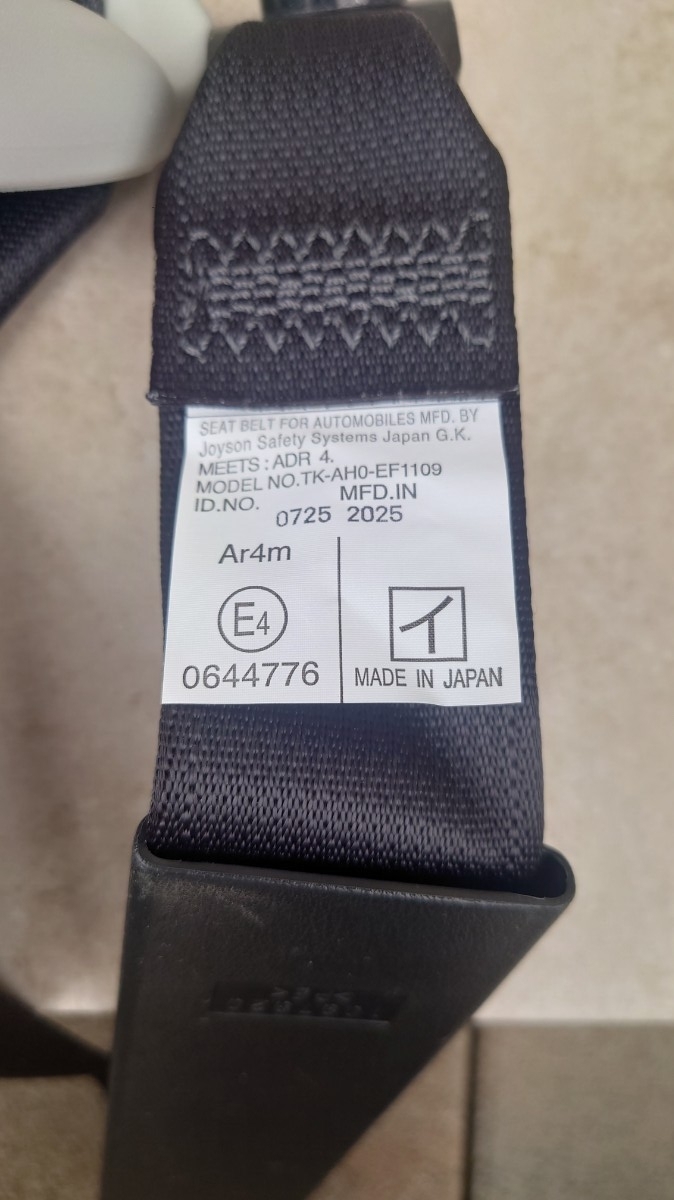 SEAT BELT FOR AUTOMOBILES MFD. BY
Joyson Safety Systems Japan G.K.
MEETS : ADR 4.
MODEL NO.TK-AH0-EF1109
ID.NO. MFD.IN
0725 2025
Ar4m
E4
0644776
イ
MADE IN JAPAN